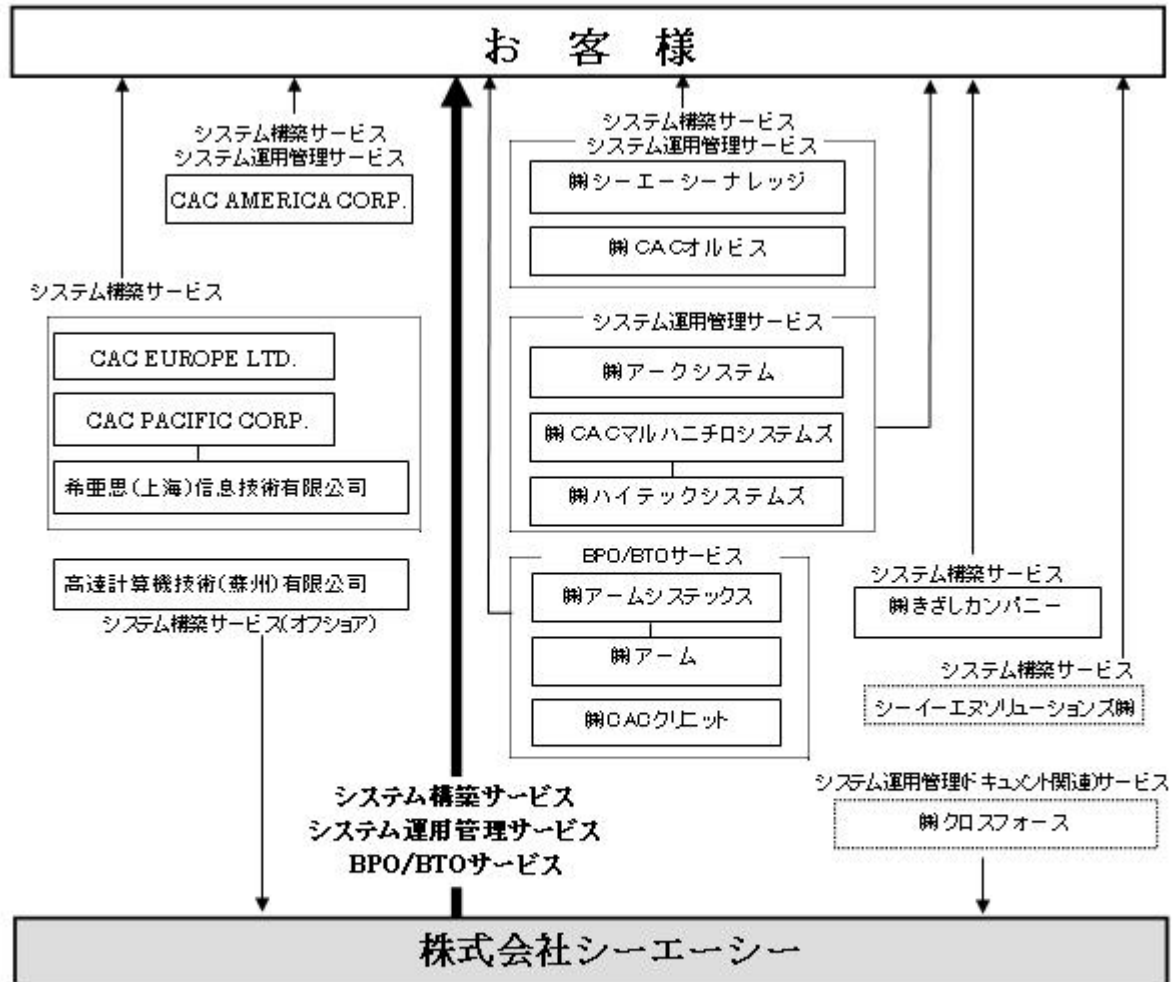 お 客 様
システム構築サービス
システム運用管理サービス
CAC AMERICA CORP.
システム構築サービス
CAC EUROPE LTD.
CAC PACIFIC CORP.
希亜思(上海)信息技術有限公司
高達計算機技術(蘇州)有限公司
システム構築サービス(オフショア)
システム構築サービス
システム運用管理サービス
㈱シーエーシーナレッジ
㈱CACオルビス
システム運用管理サービス
㈱アークシステム
㈱CACマルハニチロシステムズ
㈱ハイテックシステムズ
BPO/BTOサービス
㈱アームシステックス
㈱アーム
㈱CACクリニット
システム構築サービス
㈱きざしカンパニー
システム構築サービス
シーイーエヌソリューションズ㈱
システム運用管理(ドキュメント関連)サービス
㈱クロスフォース
システム構築サービス
システム運用管理サービス
BPO/BTOサービス
株式会社シーエーシー